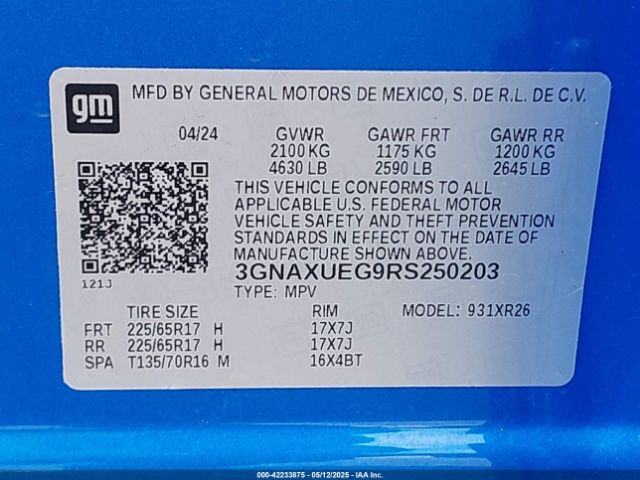 gm
MFD BY GENERAL MOTORS DE MEXICO, S. DE R.L. DE C.V.
04/24 GVWR GAWR FRT GAWR RR
2100 KG 1175 KG 1200 KG
4630 LB 2590 LB 2645 LB
THIS VEHICLE CONFORMS TO ALL
APPLICABLE U.S. FEDERAL MOTOR
VEHICLE SAFETY AND THEFT PREVENTION
STANDARDS IN EFFECT ON THE DATE OF
MANUFACTURE SHOWN ABOVE.
3GNAXUEG9RS250203
121J TYPE: MPV
TIRE SIZE RIM MODEL: 931XR26
FRT 225/65R17 H 17X7J
RR 225/65R17 H 17X7J
SPA T135/70R16 M 16X4BT
000-42233875 - 05/12/2025 - IAA Inc.